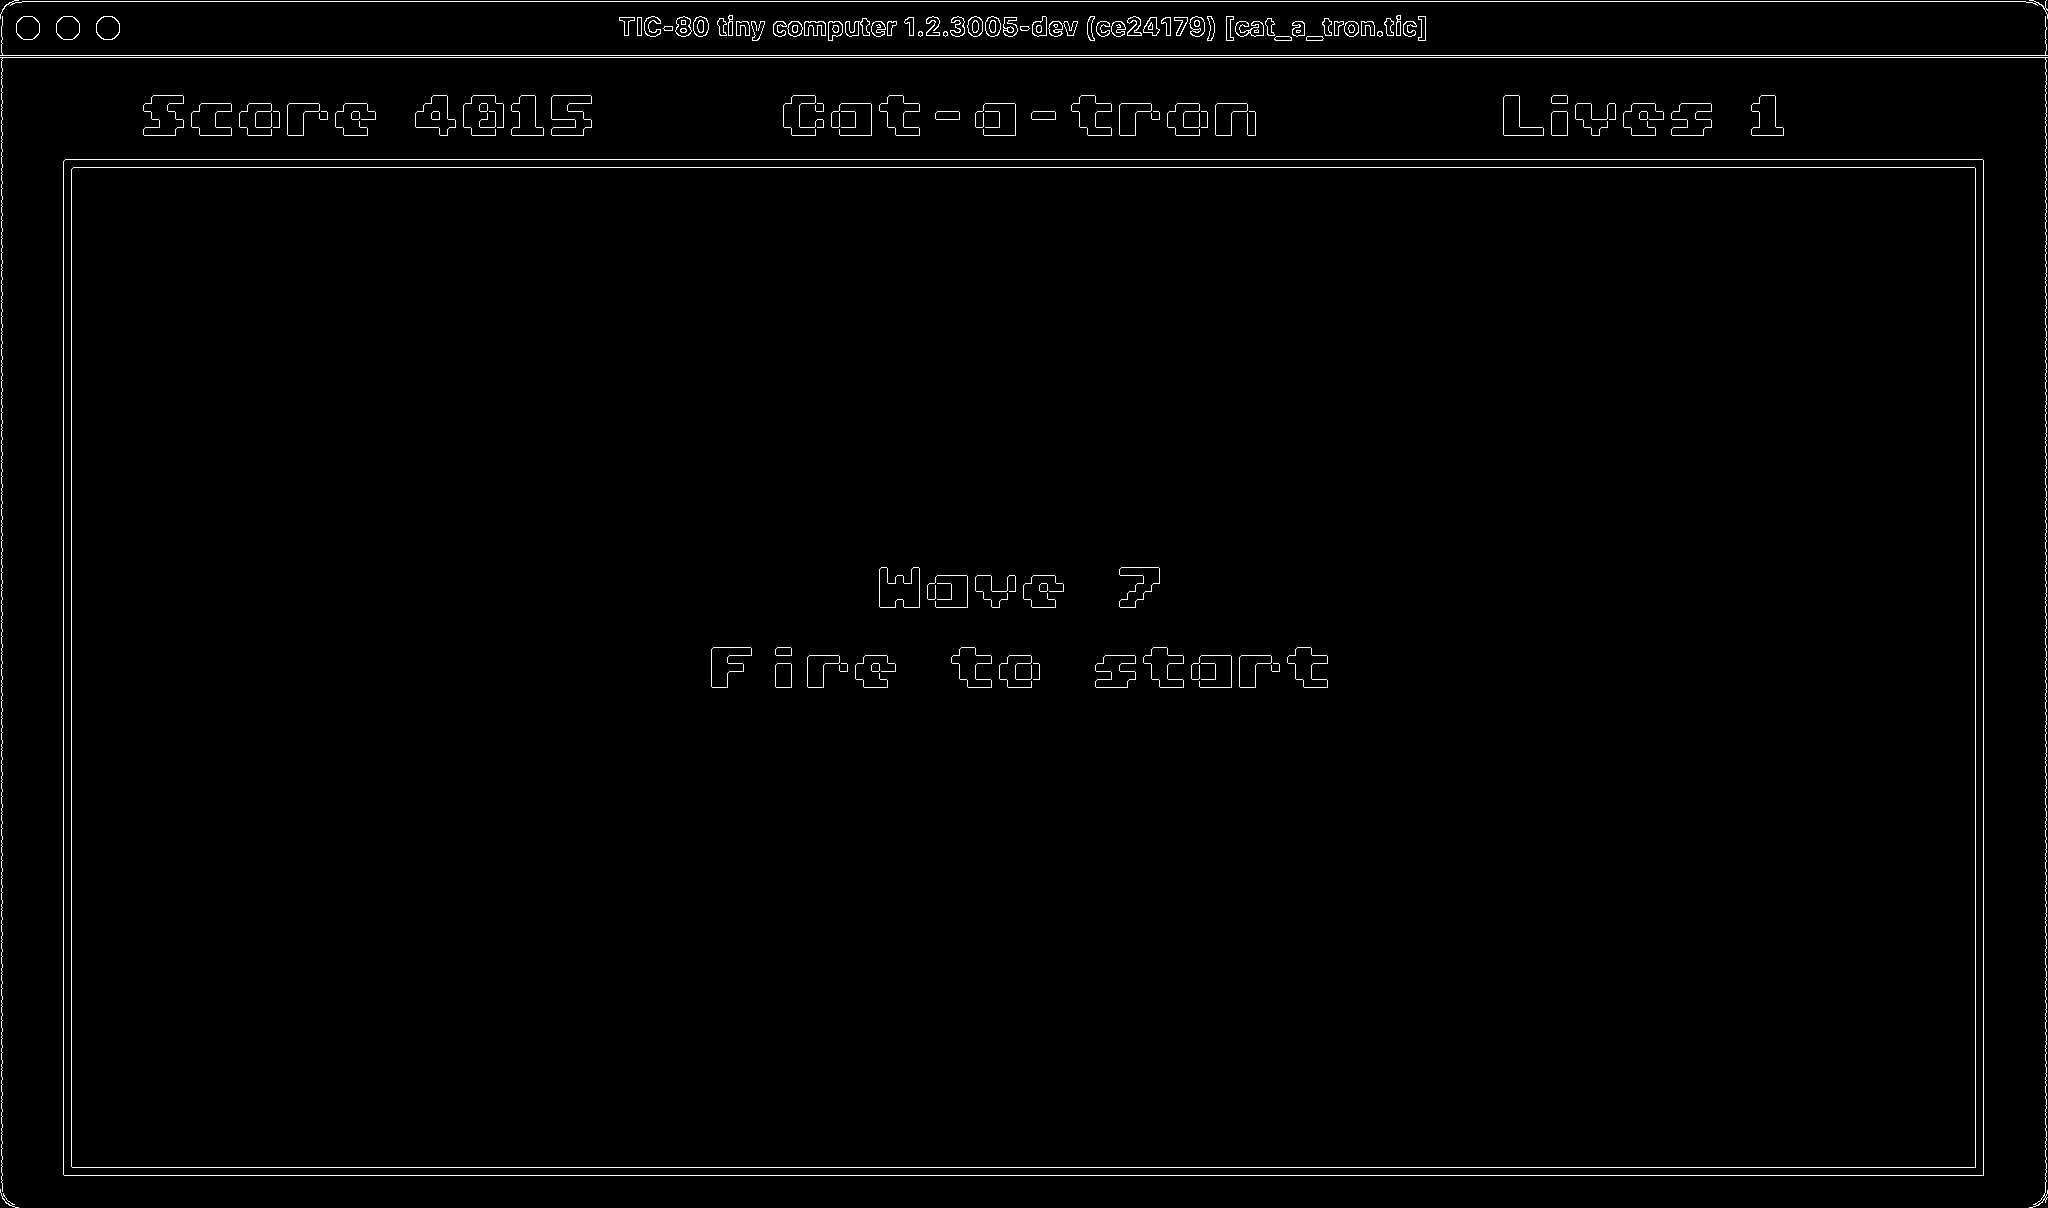 TIC-80 tiny computer 1.2.3005-dev (ce24179) [cat_a_tron.tic]
Score 4015 Cat-a-tron Lives 1
Wave 7
Fire to start